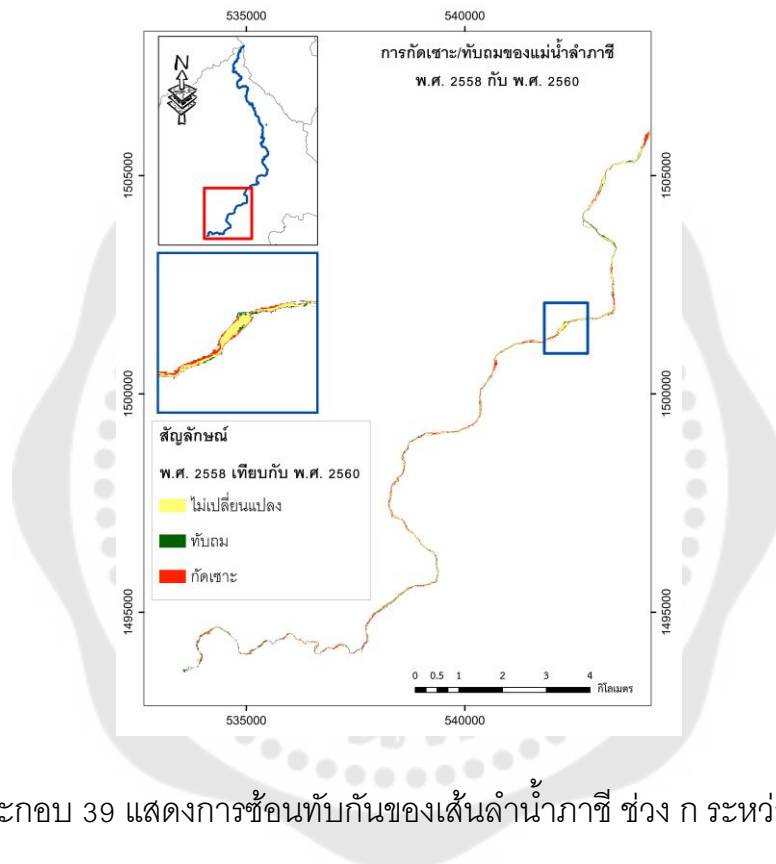 535000 540000
การกัดเซาะ/ทับถมของแม่น้ำลำภาชี
พ.ศ. 2558 กับ พ.ศ. 2560
N
1505000 1505000
1500000 1500000
สัญลักษณ์
พ.ศ. 2558 เทียบกับ พ.ศ. 2560
ไม่เปลี่ยนแปลง
ทับถม
กัดเซาะ
1495000 1495000
0 0.5 1 2 3 4
กิโลเมตร
535000 540000
ะกอบ 39 แสดงการซ้อนทับกันของเส้นลำน้ำภาชี ช่วง ก ระหว่